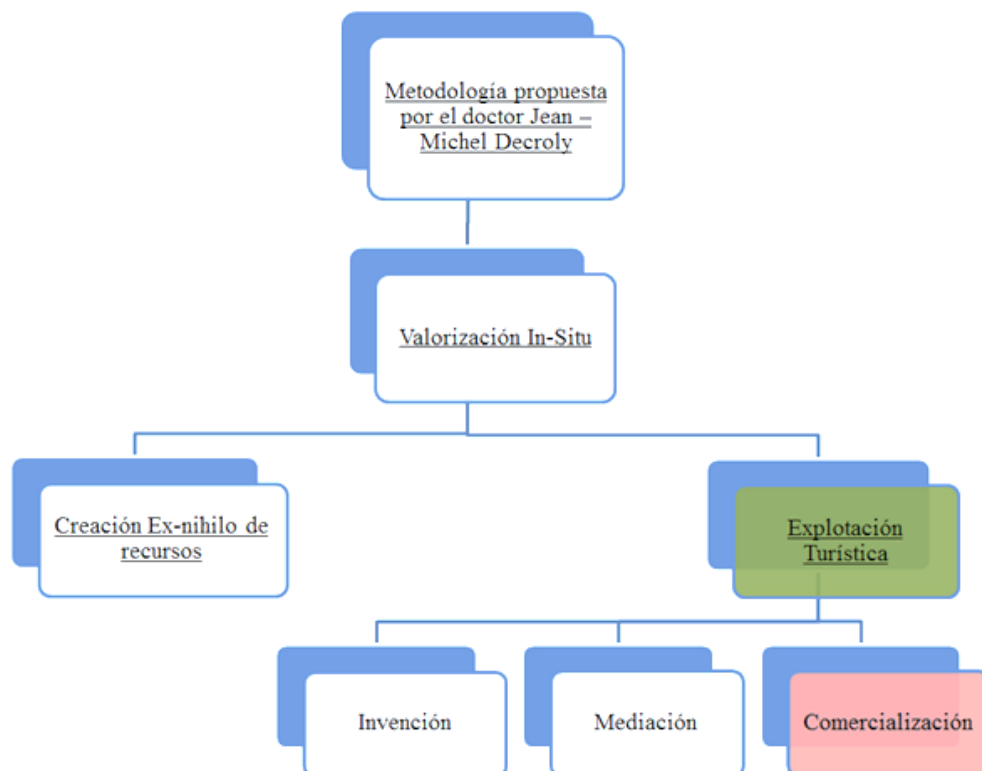 Metodología propuesta
por el doctor Jean –
Michel Decroly
Valorización In-Situ
Creación Ex-nihilo de
recursos
Explotación
Turística
Invención
Mediación
Comercialización